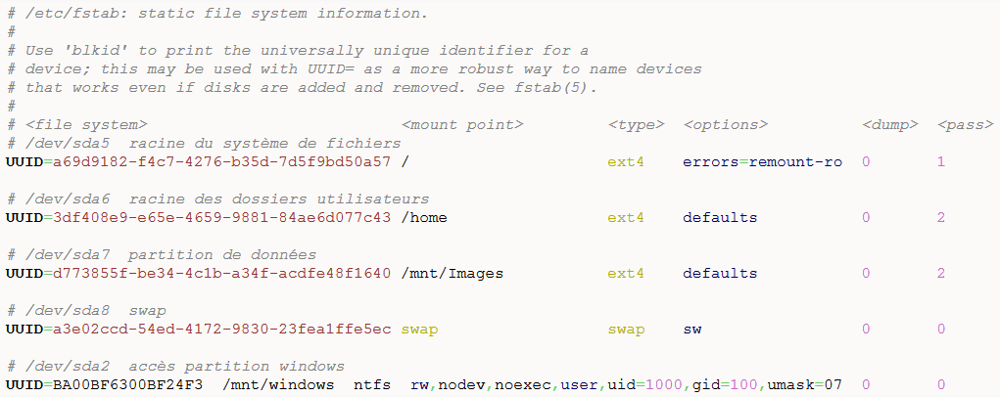 # /etc/fstab: static file system information.
#
# Use 'blkid' to print the universally unique identifier for a
# device; this may be used with UUID= as a more robust way to name devices
# that works even if disks are added and removed. See fstab(5).
#
# <file system> <mount point> <type> <options> <dump> <pass>
# /dev/sda5 racine du système de fichiers
UUID=a69d9182-f4c7-4276-b35d-7d5f9bd50a57 / ext4 errors=remount-ro 0 1
# /dev/sda6 racine des dossiers utilisateurs
UUID=3df408e9-e65e-4659-9881-84ae6d077c43 /home ext4 defaults 0 2
# /dev/sda7 partition de données
UUID=d773855f-be34-4c1b-a34f-acdfe48f1640 /mnt/Images ext4 defaults 0 2
# /dev/sda8 swap
UUID=a3e02ccd-54ed-4172-9830-23fea1ffe5ec swap swap sw 0 0
# /dev/sda2 accès partition windows
UUID=BA00BF6300BF24F3 /mnt/windows ntfs rw,nodev,noexec,user,uid=1000,gid=100,umask=07 0 0